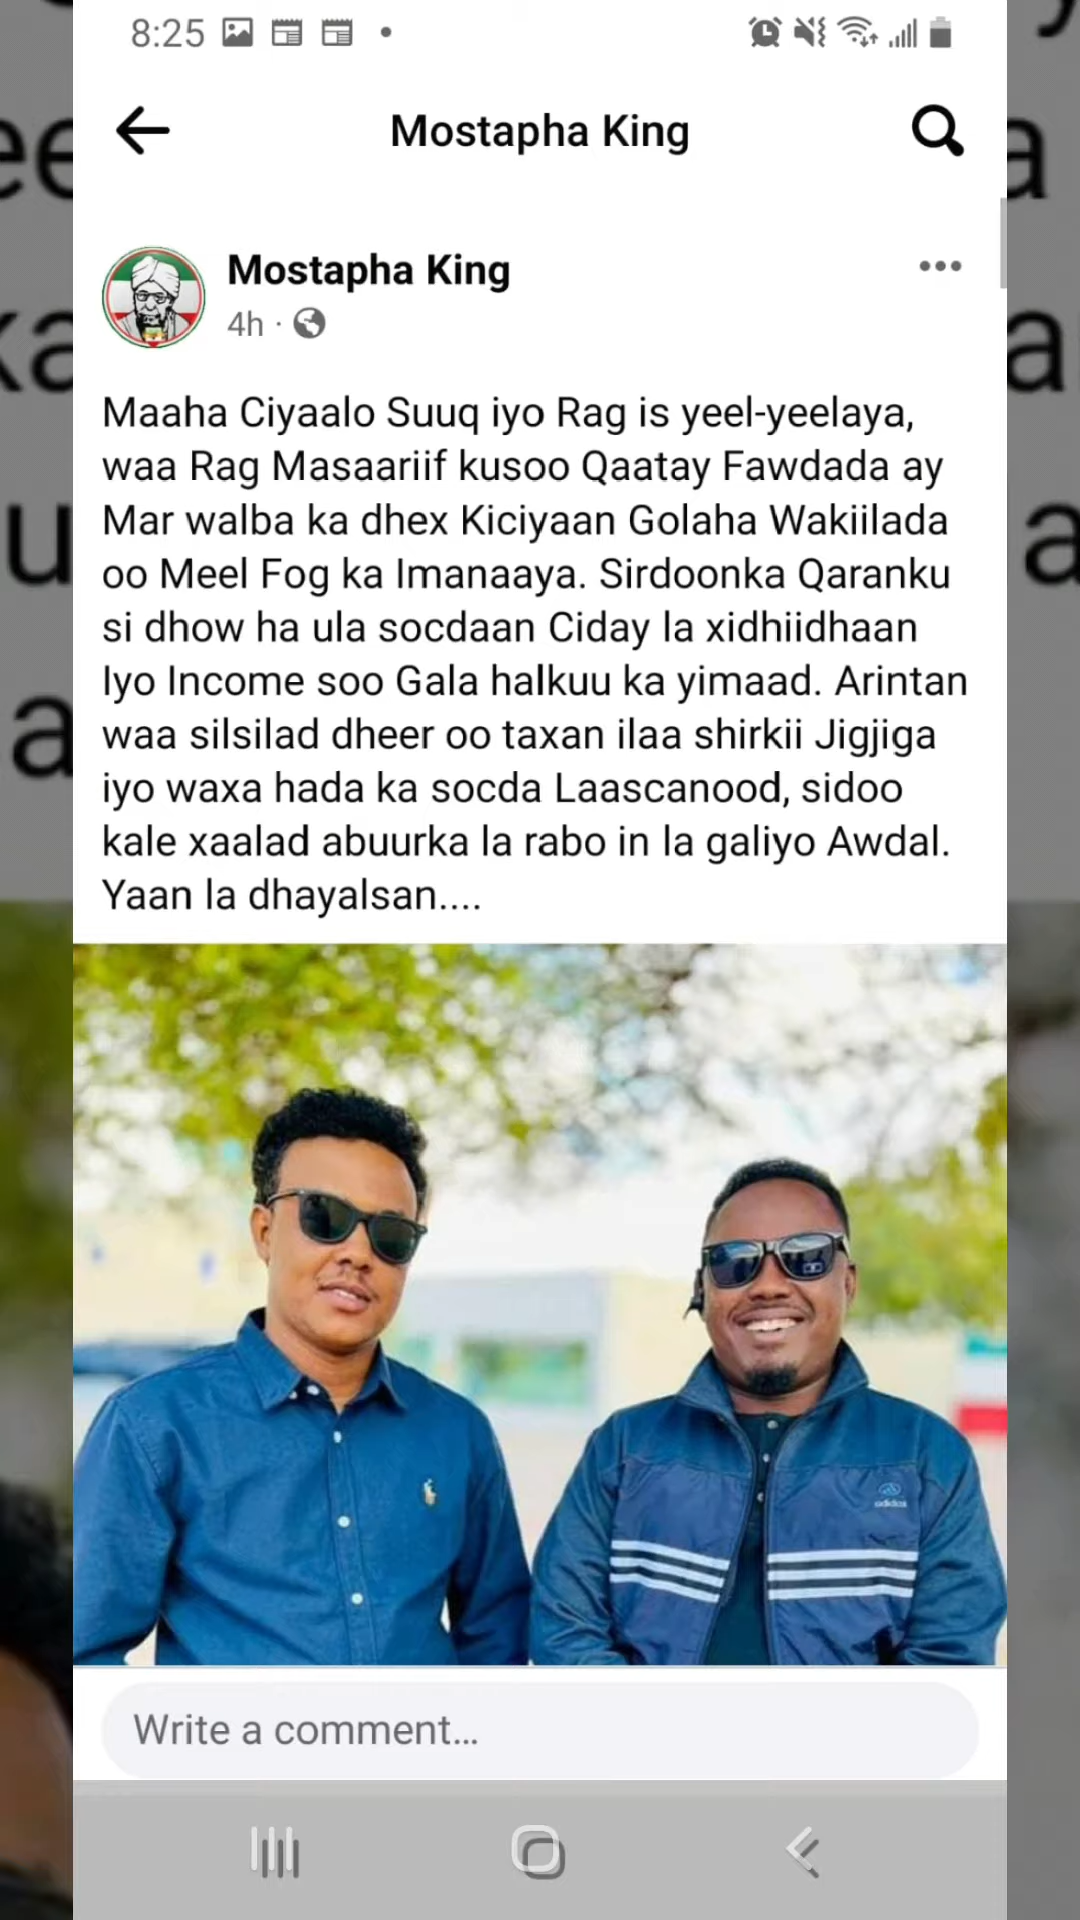 8:25
Mostapha King
Mostapha King
4h ·
Maaha Ciyaalo Suuq iyo Rag is yeel-yeelaya,
waa Rag Masaariif kusoo Qaatay Fawdada ay
Mar walba ka dhex Kiciyaan Golaha Wakiilada
oo Meel Fog ka Imanaaya. Sirdoonka Qaranku
si dhow ha ula socdaan Ciday la xidhiidhaan
Iyo Income soo Gala halkuu ka yimaad. Arintan
waa silsilad dheer oo taxan ilaa shirkii Jigjiga
iyo waxa hada ka socda Laascanood, sidoo
kale xaalad abuurka la rabo in la galiyo Awdal.
Yaan la dhayalsan....
adidas
Write a comment...